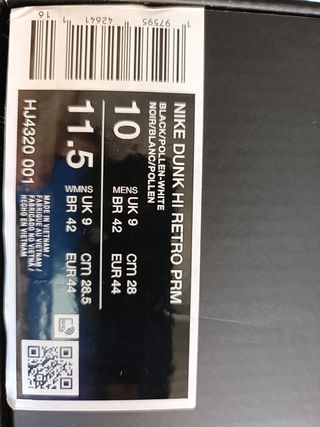 NIKE DUNK HI RETRO PRM
BLACK/POLLEN-WHITE
NOIR/BLANC/POLLEN
10 MENS UK 9 cm 28
BR 42 EUR 44
11.5 WMNS UK 9 cm 28.5
BR 42 EUR 44
HJ4320 001
MADE IN VIETNAM /
FABRIQUÉ AU VIETNAM /
FABRICADO NO VIETNÃ /
HECHO EN VIETNAM
1 97595 42641 16